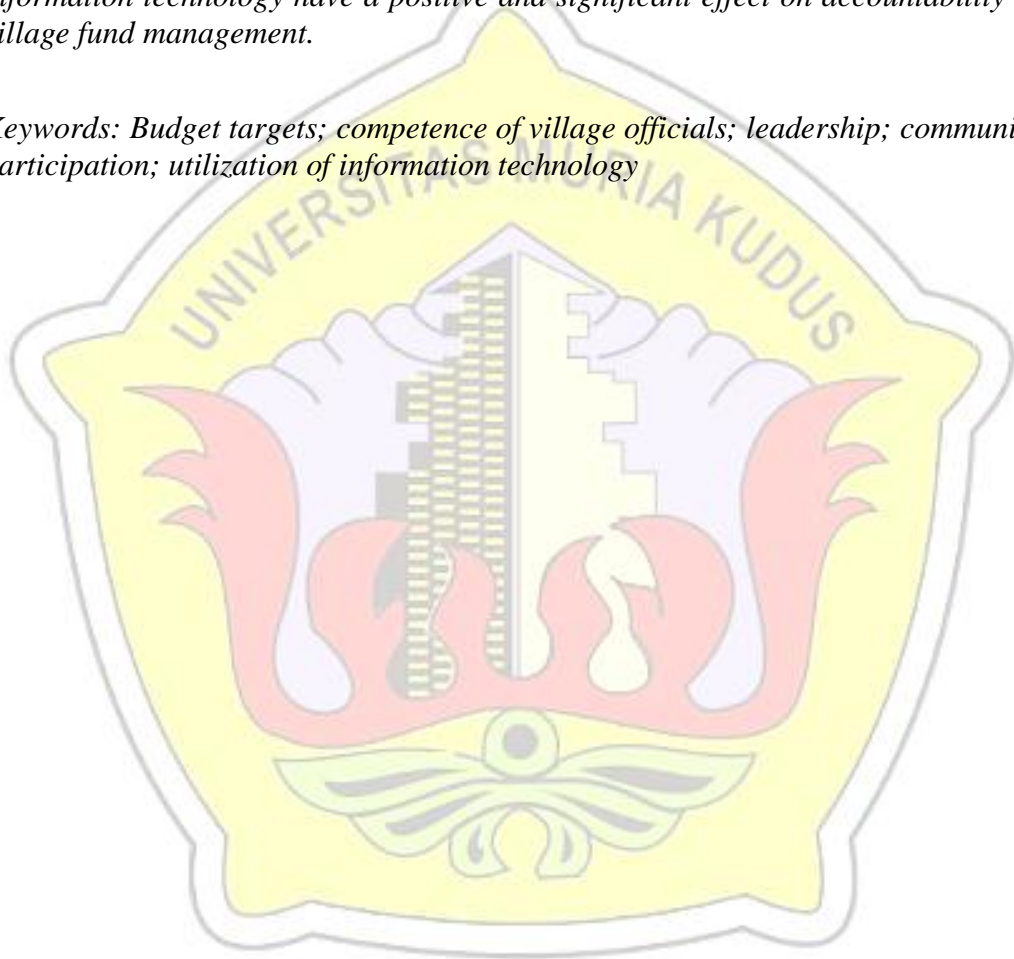 information technology have a positive and significant effect on accountability
village fund management.
Keywords: Budget targets; competence of village officials; leadership;
participation; utilization of information technology
UNIVERSITAS MURIA KUDUS